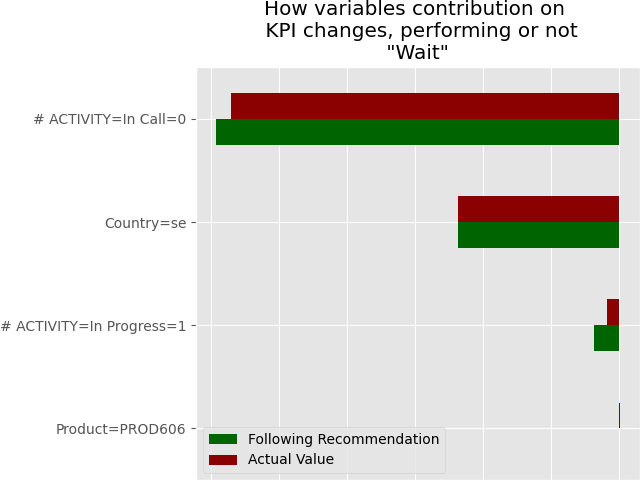 How variables contribution on
KPI changes, performing or not
"Wait"
# ACTIVITY=In Call=0
Country=se
# ACTIVITY=In Progress=1
Product=PROD606
Following Recommendation
Actual Value